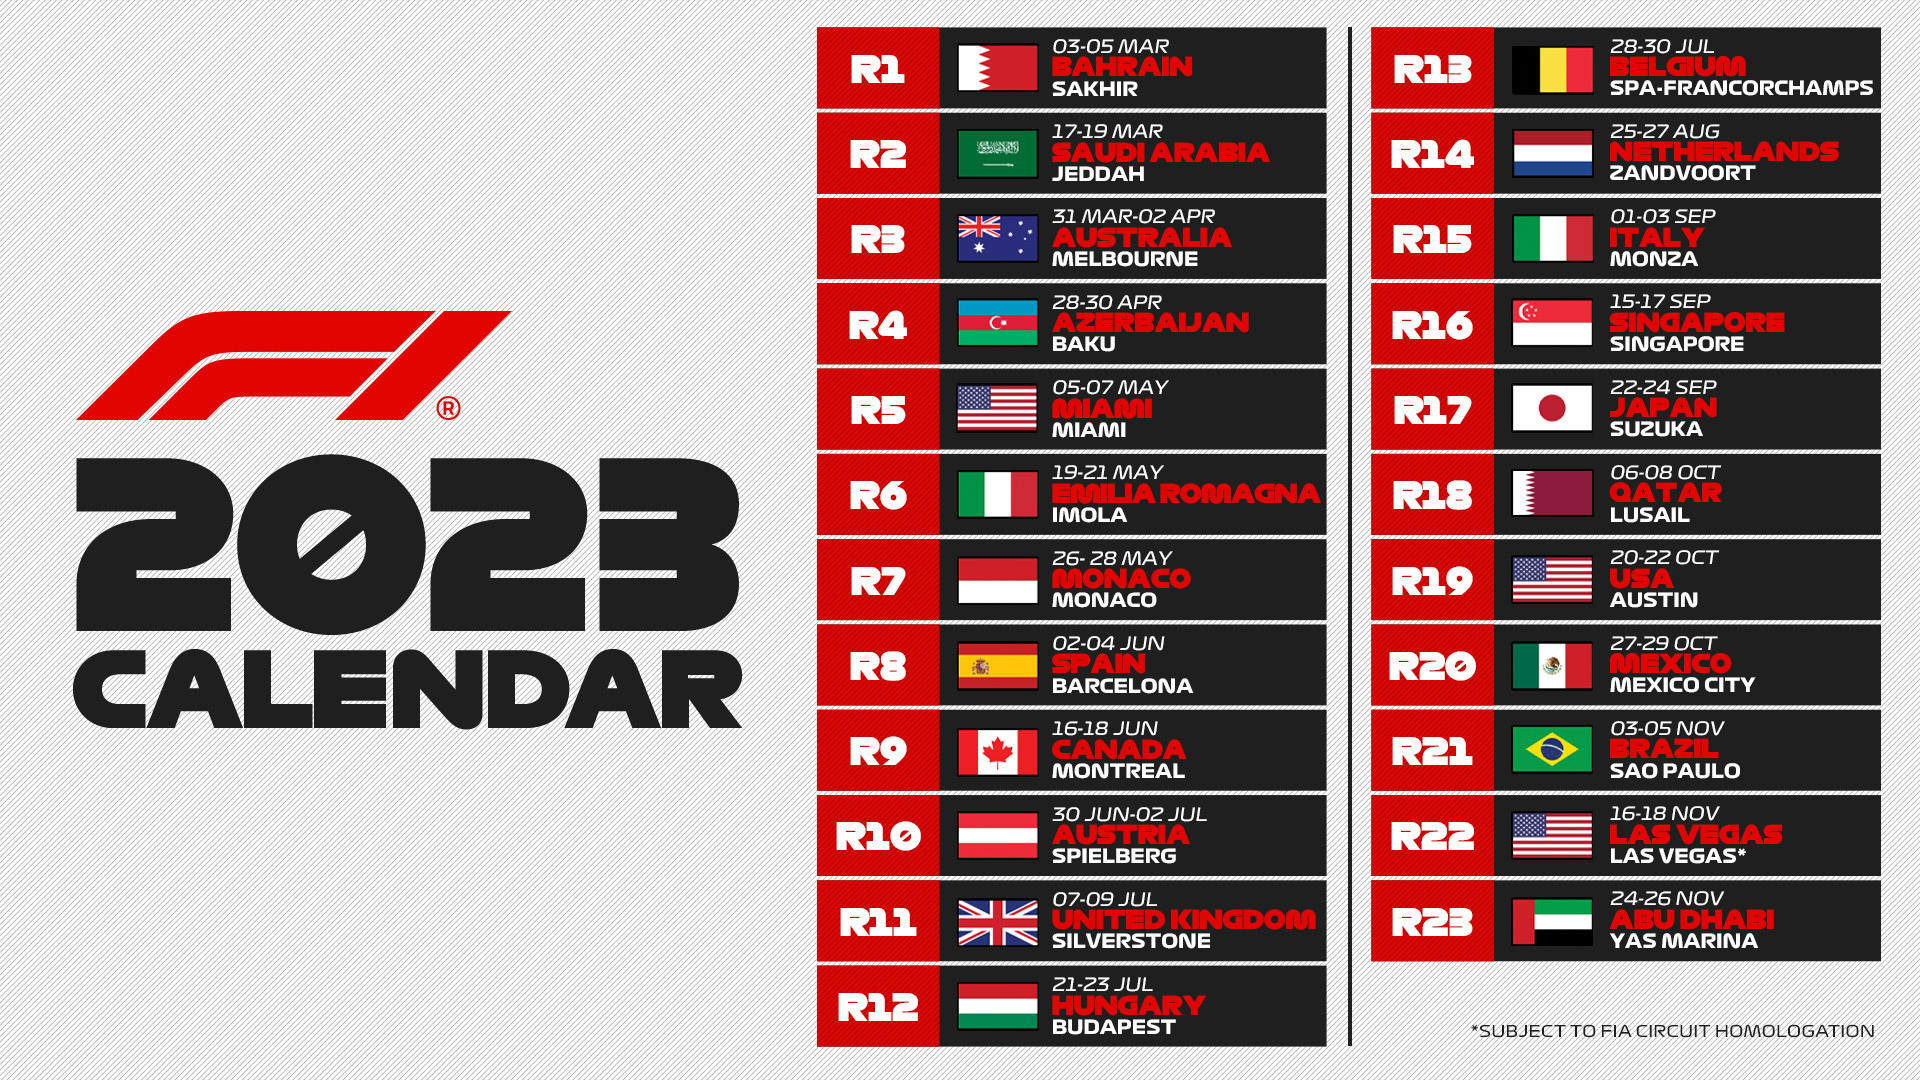 F1®
2023
CALENDAR
R1
03-05 MAR
BAHRAIN
SAKHIR
R2
17-19 MAR
SAUDI ARABIA
JEDDAH
R3
31 MAR-02 APR
AUSTRALIA
MELBOURNE
R4
28-30 APR
AZERBAIJAN
BAKU
R5
05-07 MAY
MIAMI
MIAMI
R6
19-21 MAY
EMILIA ROMAGNA
IMOLA
R7
26- 28 MAY
MONACO
MONACO
R8
02-04 JUN
SPAIN
BARCELONA
R9
16-18 JUN
CANADA
MONTREAL
R10
30 JUN-02 JUL
AUSTRIA
SPIELBERG
R11
07-09 JUL
UNITED KINGDOM
SILVERSTONE
R12
21-23 JUL
HUNGARY
BUDAPEST
R13
28-30 JUL
BELGIUM
SPA-FRANCORCHAMPS
R14
25-27 AUG
NETHERLANDS
ZANDVOORT
R15
01-03 SEP
ITALY
MONZA
R16
15-17 SEP
SINGAPORE
SINGAPORE
R17
22-24 SEP
JAPAN
SUZUKA
R18
06-08 OCT
QATAR
LUSAIL
R19
20-22 OCT
USA
AUSTIN
R20
27-29 OCT
MEXICO
MEXICO CITY
R21
03-05 NOV
BRAZIL
SAO PAULO
R22
16-18 NOV
LAS VEGAS
LAS VEGAS*
R23
24-26 NOV
ABU DHABI
YAS MARINA
*SUBJECT TO FIA CIRCUIT HOMOLOGATION